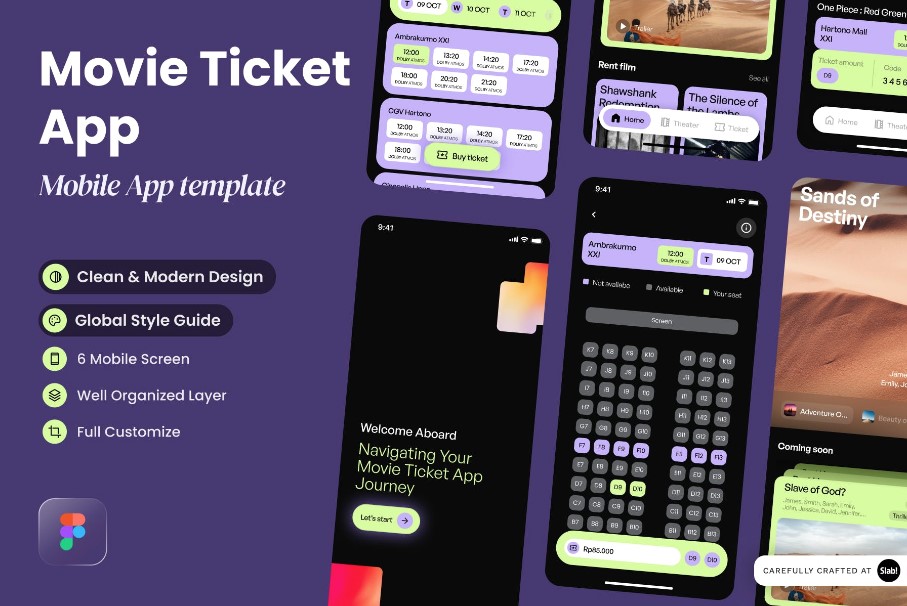 Movie Ticket
App
Mobile App template
Clean & Modern Design
Global Style Guide
6 Mobile Screen
Well Organized Layer
Full Customize
T 09 OCT W 10 OCT T 11 OCT
Ambrakurmo XXI
12:00 13:20 14:20 17:20
DOLBY ATMOS DOLBY ATMOS DOLBY ATMOS DOLBY ATMOS
18:00 20:20 21:20
DOLBY ATMOS DOLBY ATMOS DOLBY ATMOS
CGV Hartono
12:00 13:20 14:20 17:20
DOLBY ATMOS DOLBY ATMOS DOLBY ATMOS DOLBY ATMOS
18:00
DOLBY ATMOS
Buy ticket
Trailer
Rent film
See all
Shawshank
Redemption
The Silence of
the Lambs
Home Theater Ticket
One Piece : Red Green
Hartono Mall
XXI
Ticket amount Code
D9 3 4 5 6
Home Theater
9:41
Welcome Aboard
Navigating Your
Movie Ticket App
Journey
Let's start
9:41
Ambrakurmo
XXI
12:00
DOLBY ATMOS
T 09 OCT
Not availabe Available Your seat
Screen
K7 K8 K9 K10 K11 K12 K13
J7 J8 J9 J10 J11 J12 J13
I7 I8 I9 I10 I11 I12 I13
H7 H8 H9 H10 H11 H12 H13
G7 G8 G9 G10 G11 G12 G13
F7 F8 F9 F10 F11 F12 F13
E7 E8 E9 E10 E11 E12 E13
D7 D8 D9 D10 D11 D12 D13
C7 C8 C9 C10 C11 C12 C13
B7 B8 B9 B10 B11 B12 B13
Rp85.000 D9 D10
Sands of
Destiny
Adventure O...
Coming soon
Slave of God?
James, Smith, Sarah, Emily,
John, Jessica, David, Jennifer,...
CAREFULLY CRAFTED AT Slab!